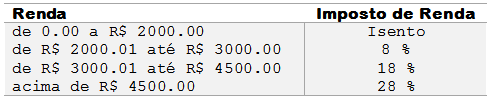 Renda Imposto de Renda
de 0.00 a R$ 2000.00 Isento
de R$ 2000.01 até R$ 3000.00 8 %
de R$ 3000.01 até R$ 4500.00 18 %
acima de R$ 4500.00 28 %